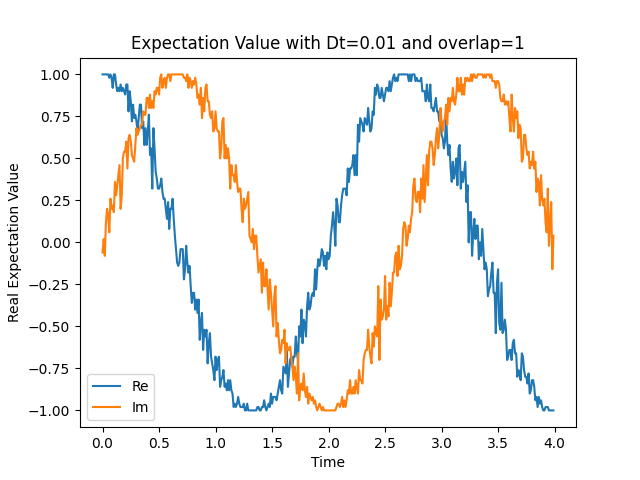 Expectation Value with Dt=0.01 and overlap=1
Real Expectation Value
1.00
0.75
0.50
0.25
0.00
−0.25
−0.50
−0.75
−1.00
Re
Im
0.0 0.5 1.0 1.5 2.0 2.5 3.0 3.5 4.0
Time